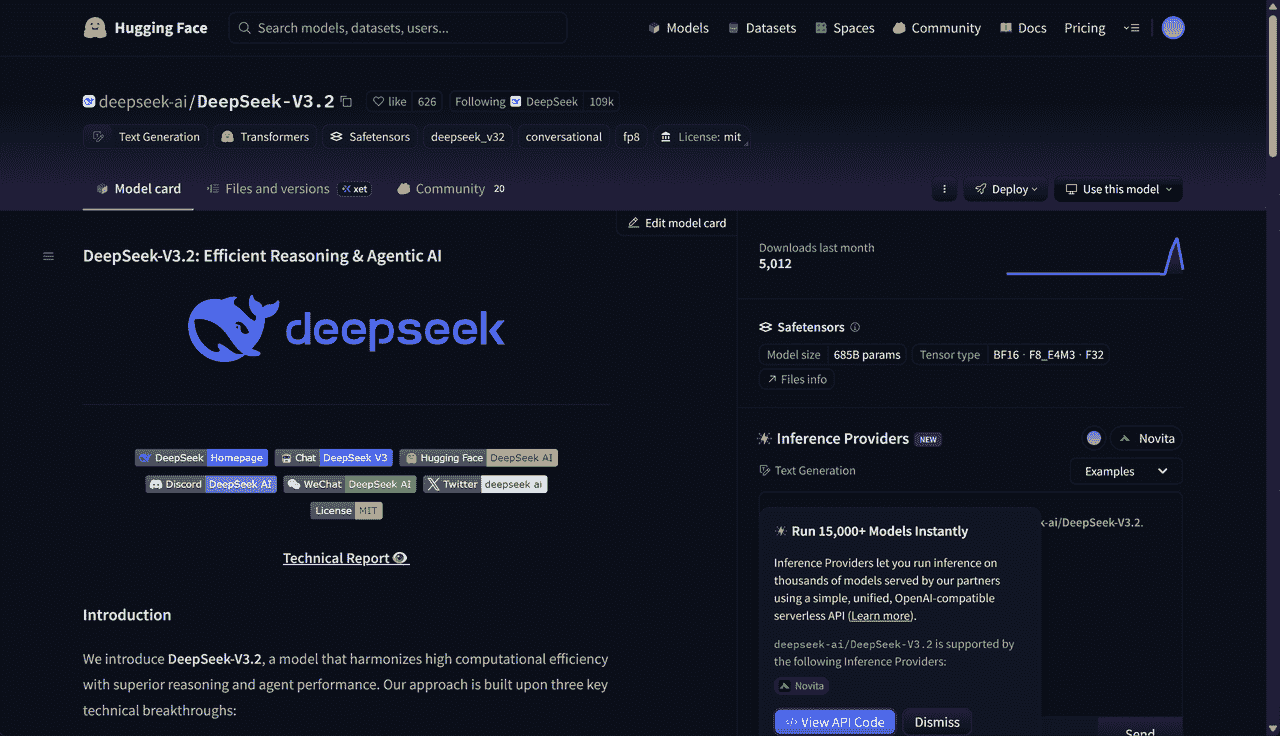 Hugging Face Search models, datasets, users... Models Datasets Spaces Community Docs Pricing
deepseek-ai/DeepSeek-V3.2 like 626 Following DeepSeek 109k
Text Generation Transformers Safetensors deepseek_v32 conversational fp8 License: mit
Model card Files and versions xet Community 20 Deploy Use this model
Edit model card
DeepSeek-V3.2: Efficient Reasoning & Agentic AI
deepseek
DeepSeek Homepage Chat DeepSeek V3 Hugging Face DeepSeek AI
Discord DeepSeek AI WeChat DeepSeek AI Twitter deepseek ai
License MIT
Technical Report
Introduction
We introduce DeepSeek-V3.2, a model that harmonizes high computational efficiency
with superior reasoning and agent performance. Our approach is built upon three key
technical breakthroughs:
Downloads last month
5,012
Safetensors
Model size 685B params Tensor type BF16 · F8_E4M3 · F32
Files info
Inference Providers NEW Novita
Text Generation Examples
k-ai/DeepSeek-V3.2.
Run 15,000+ Models Instantly
Inference Providers let you run inference on
thousands of models served by our partners
using a simple, unified, OpenAI-compatible
serverless API (Learn more).
deepseek-ai/DeepSeek-V3.2 is supported by
the following Inference Providers:
Novita
View API Code Dismiss
Send